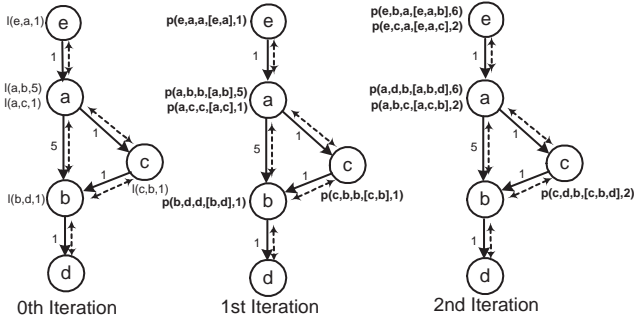 l(e,a,1)
e
1
l(a,b,5)
l(a,c,1)
a
1
5
c
1
l(c,b,1)
l(b,d,1)
b
1
d
0th Iteration
p(e,a,a,[e,a],1)
e
1
p(a,b,b,[a,b],5)
p(a,c,c,[a,c],1)
a
1
5
c
1
p(c,b,b,[c,b],1)
p(b,d,d,[b,d],1)
b
1
d
1st Iteration
p(e,b,a,[e,a,b],6)
p(e,c,a,[e,a,c],2)
e
1
p(a,d,b,[a,b,d],6)
p(a,b,c,[a,c,b],2)
a
1
5
c
1
p(c,d,b,[c,b,d],2)
b
1
d
2nd Iteration